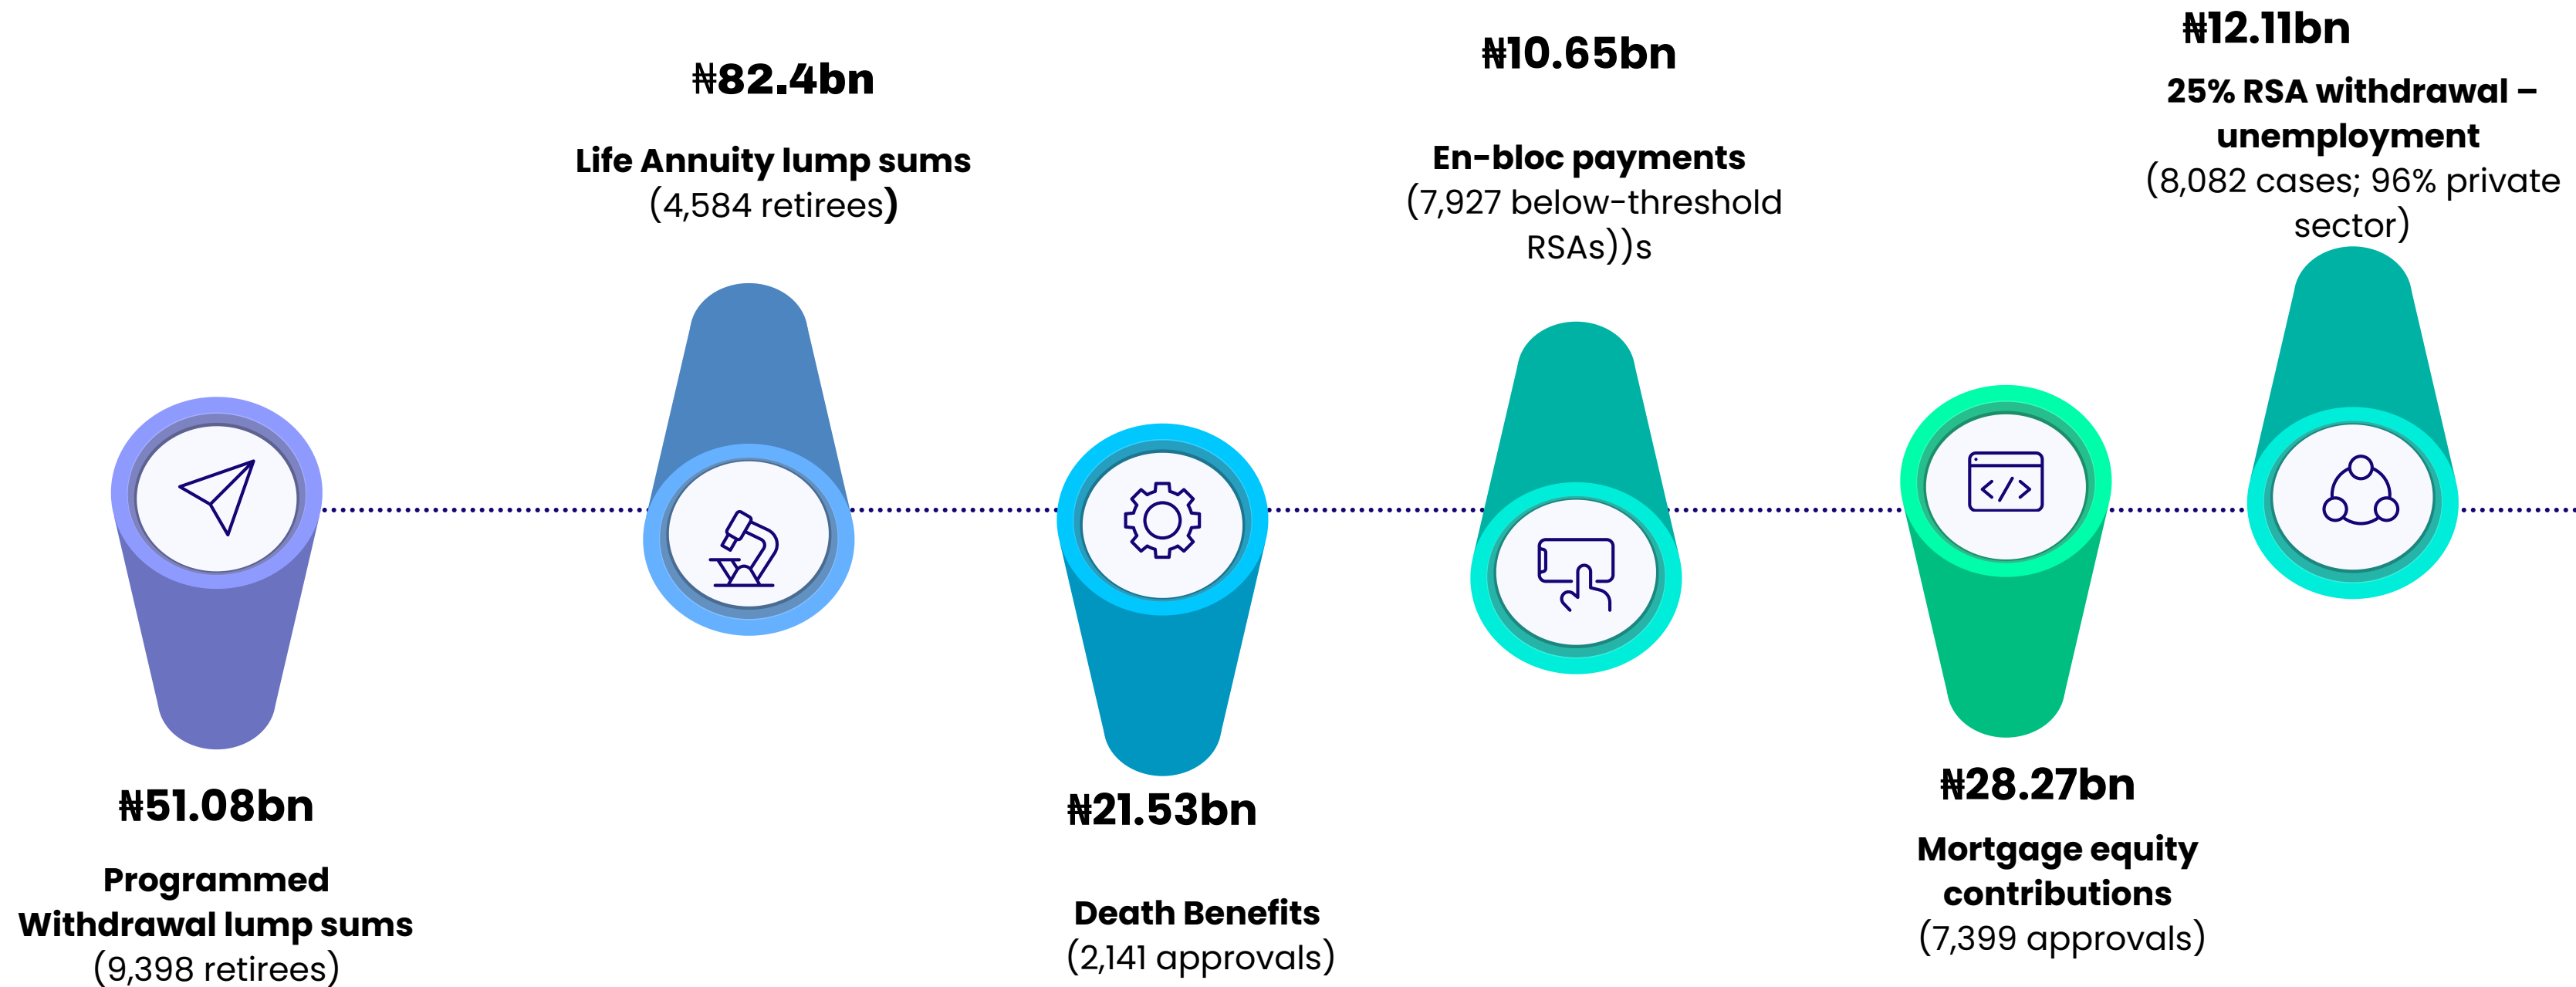 ₦51.08bn
Programmed
Withdrawal lump sums
(9,398 retirees)
₦82.4bn
Life Annuity lump sums
(4,584 retirees)
₦21.53bn
Death Benefits
(2,141 approvals)
₦10.65bn
En-bloc payments
(7,927 below-threshold
RSAs))s
₦28.27bn
Mortgage equity
contributions
(7,399 approvals)
₦12.11bn
25% RSA withdrawal –
unemployment
(8,082 cases; 96% private
sector)